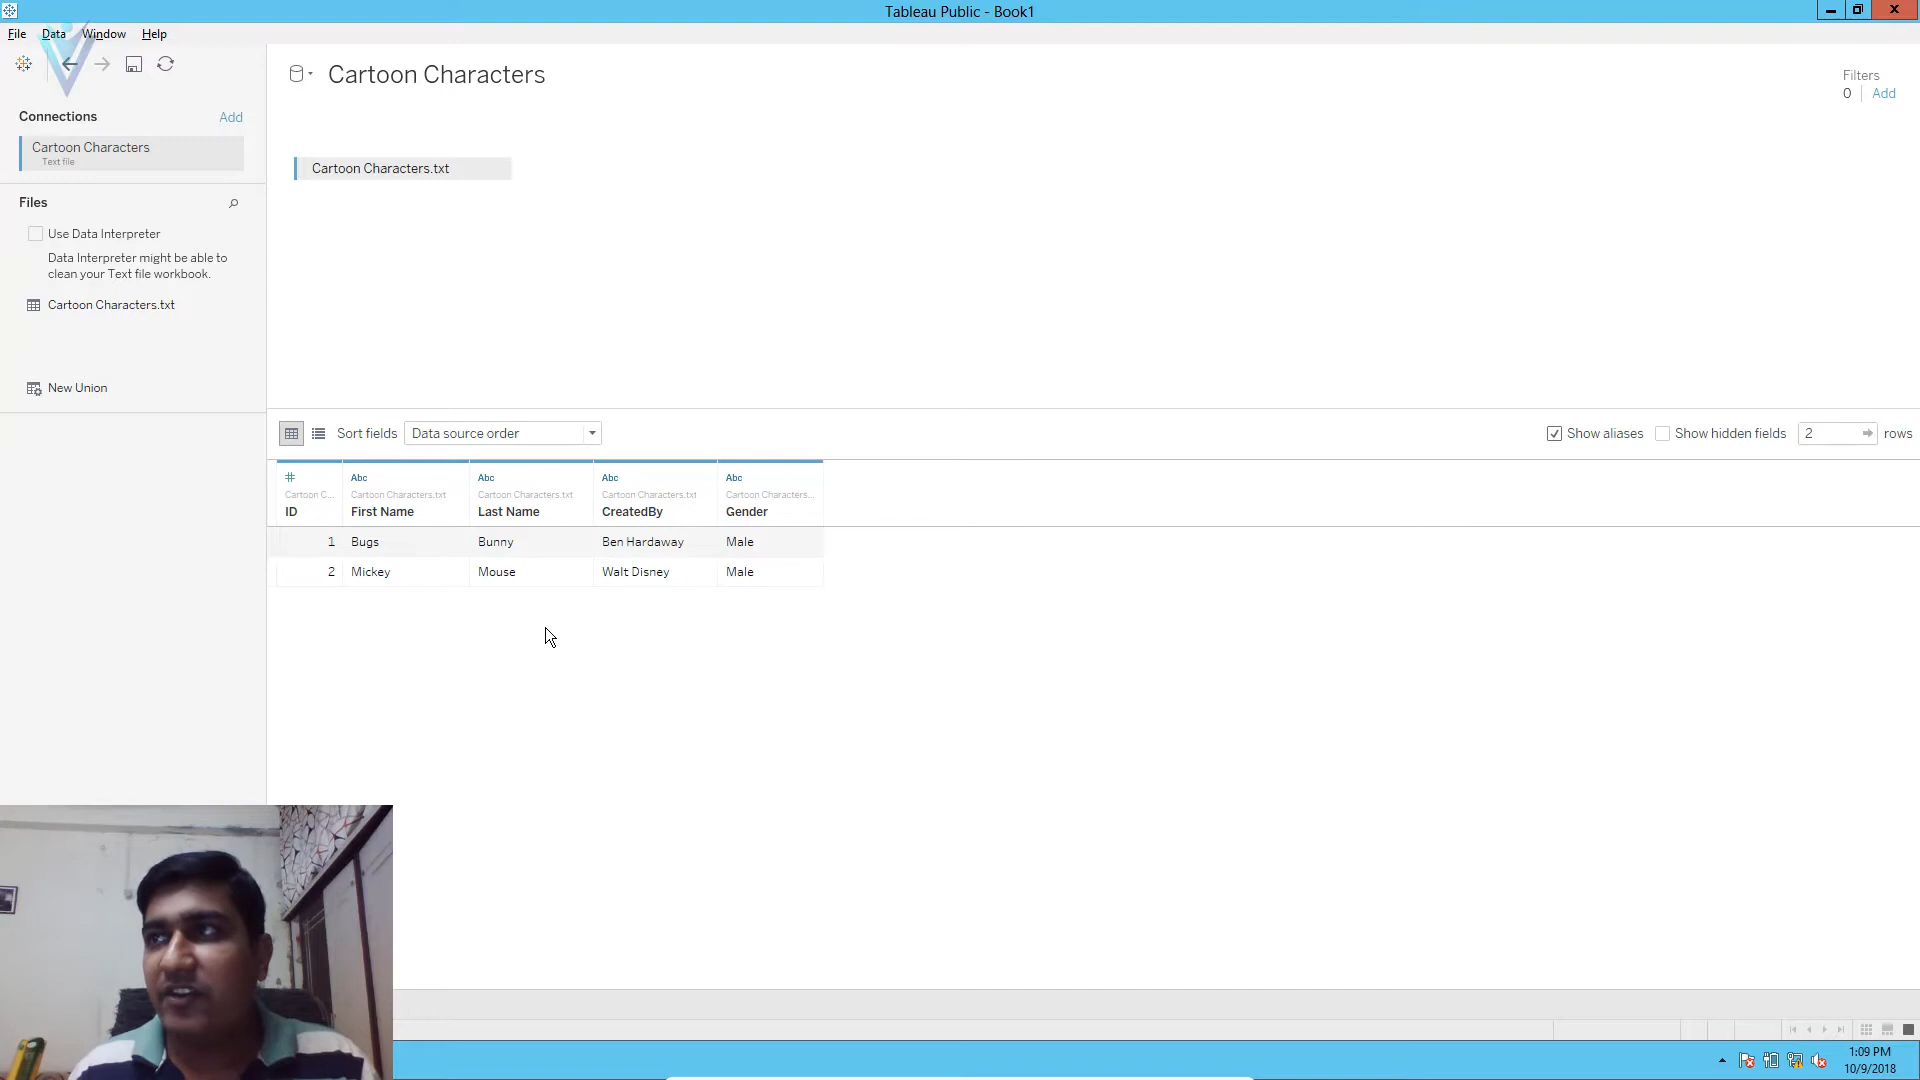 Tableau Public - Book1
File Data Window Help
Connections Add
Cartoon Characters
Text file
Files
Use Data Interpreter
Data Interpreter might be able to
clean your Text file workbook.
Cartoon Characters.txt
New Union
Cartoon Characters
Filters
0 Add
Cartoon Characters.txt
Sort fields Data source order Show aliases Show hidden fields 2 rows
# Abc Abc Abc Abc
Cartoon C... Cartoon Characters.txt Cartoon Characters.txt Cartoon Characters.txt Cartoon Characters...
ID First Name Last Name CreatedBy Gender
1 Bugs Bunny Ben Hardaway Male
2 Mickey Mouse Walt Disney Male
1:09 PM
10/9/2018